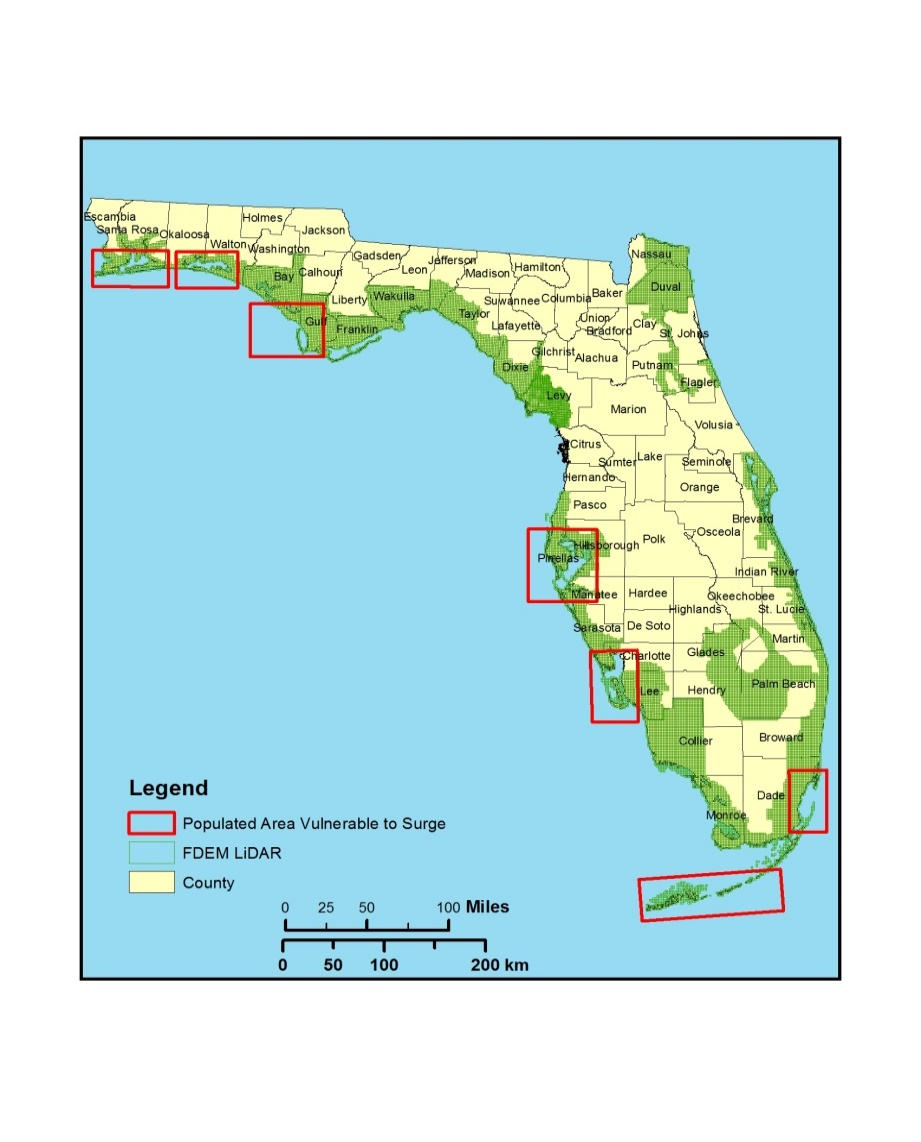 Escambia
Santa Rosa
Okaloosa
Walton
Holmes
Washington
Jackson
Bay
Calhoun
Gulf
Liberty
Gadsden
Leon
Wakulla
Franklin
Jefferson
Madison
Hamilton
Taylor
Suwannee
Columbia
Baker
Nassau
Duval
Lafayette
Union
Bradford
Clay
St. Johns
Gilchrist
Alachua
Putnam
Dixie
Flagler
Levy
Marion
Volusia
Citrus
Sumter
Lake
Seminole
Hernando
Orange
Pasco
Brevard
Osceola
Polk
Hillsborough
Pinellas
Indian River
Manatee
Hardee
Okeechobee
Highlands
St. Lucie
Sarasota
De Soto
Martin
Charlotte
Glades
Lee
Hendry
Palm Beach
Collier
Broward
Dade
Monroe
Legend
Populated Area Vulnerable to Surge
FDEM LiDAR
County
0 25 50 100 Miles
0 50 100 200 km